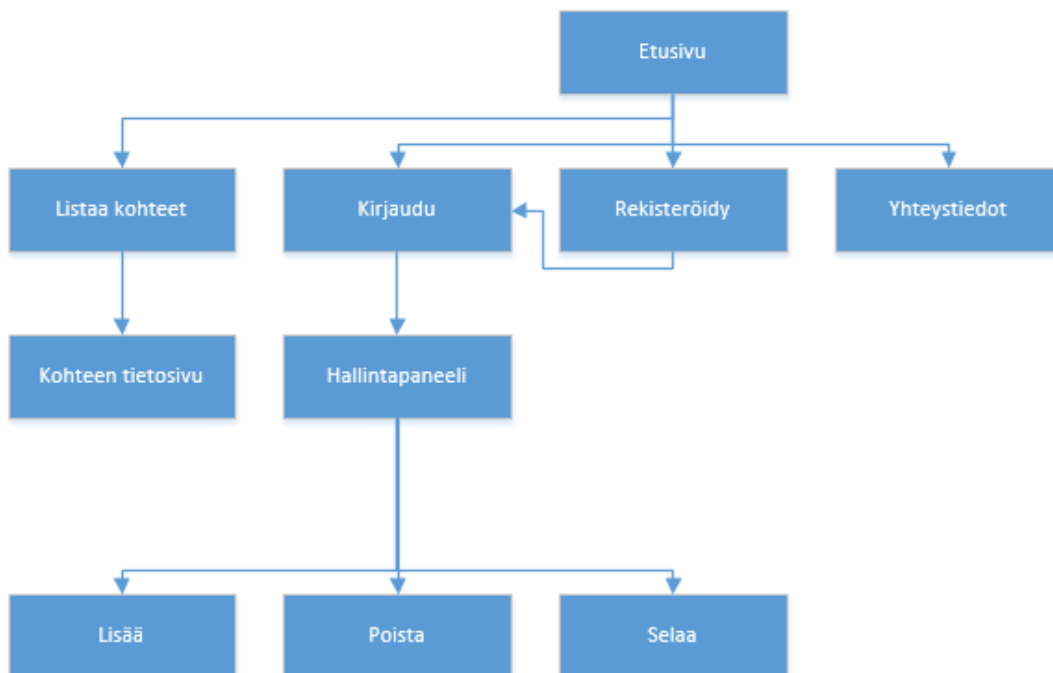 Etusivu
Listaa kohteet
Kirjaudu
Rekisteröidy
Yhteystiedot
Kohteen tietosivu
Hallintapaneeli
Lisää
Poista
Selaa